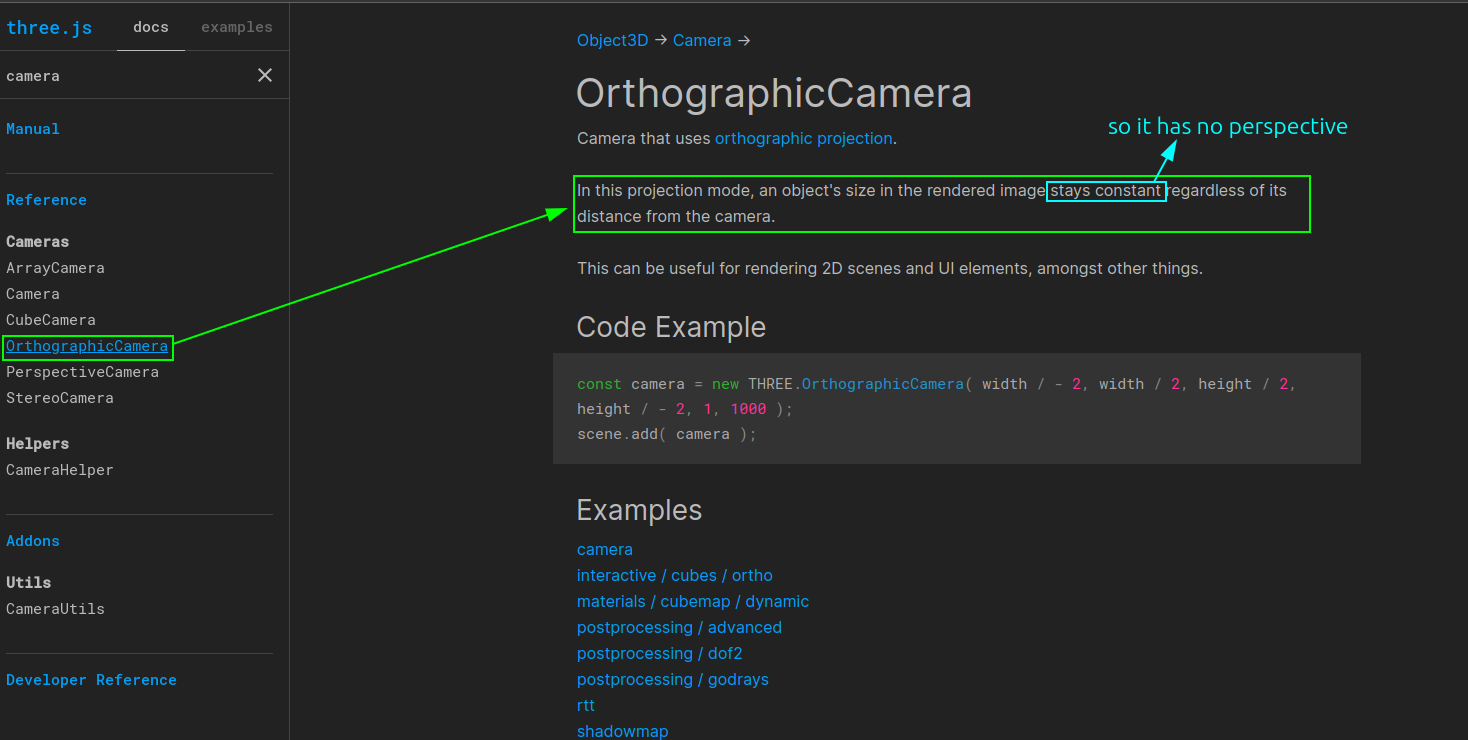 three.js docs examples
camera
Manual
Reference
Cameras
ArrayCamera
Camera
CubeCamera
OrthographicCamera
PerspectiveCamera
StereoCamera
Helpers
CameraHelper
Addons
Utils
CameraUtils
Developer Reference
Object3D → Camera →
OrthographicCamera
so it has no perspective
Camera that uses orthographic projection.
In this projection mode, an object's size in the rendered image stays constant regardless of its
distance from the camera.
This can be useful for rendering 2D scenes and UI elements, amongst other things.
Code Example
const camera = new THREE.OrthographicCamera( width / - 2, width / 2, height / 2,
height / - 2, 1, 1000 );
scene.add( camera );
Examples
camera
interactive / cubes / ortho
materials / cubemap / dynamic
postprocessing / advanced
postprocessing / dof2
postprocessing / godrays
rtt
shadowmap